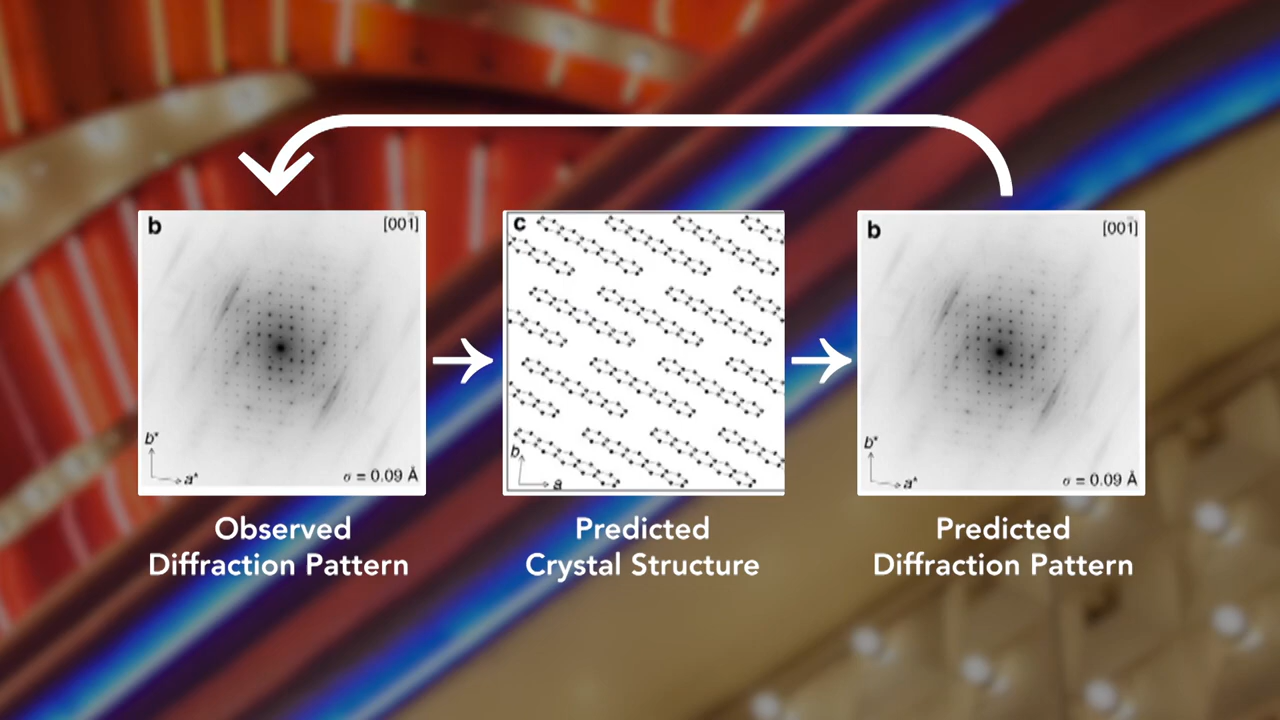 b [001̄]
b*
a* σ = 0.09 Å
Observed
Diffraction Pattern
c
b
a
Predicted
Crystal Structure
b [001̄]
b*
a* σ = 0.09 Å
Predicted
Diffraction Pattern